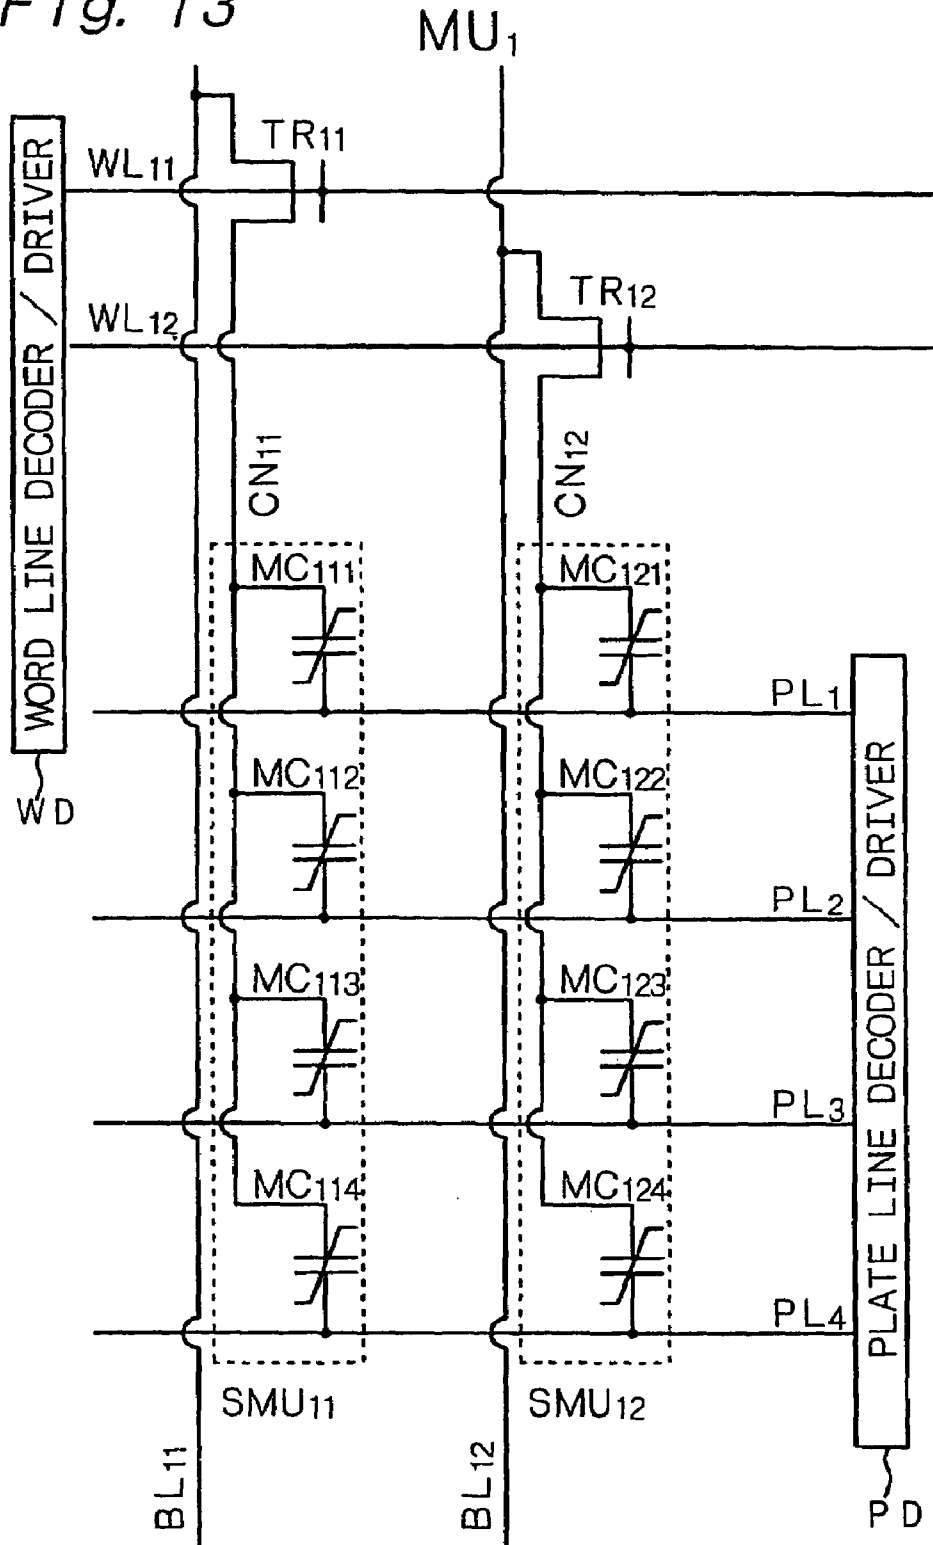 Fig. 13
MU1
TR11
WL11
TR12
WL12
WORD LINE DECODER / DRIVER
WD
CN11
CN12
MC111
MC121
PL1
MC112
MC122
PL2
MC113
MC123
PL3
MC114
MC124
PL4
PLATE LINE DECODER / DRIVER
PD
SMU11
SMU12
BL11
BL12